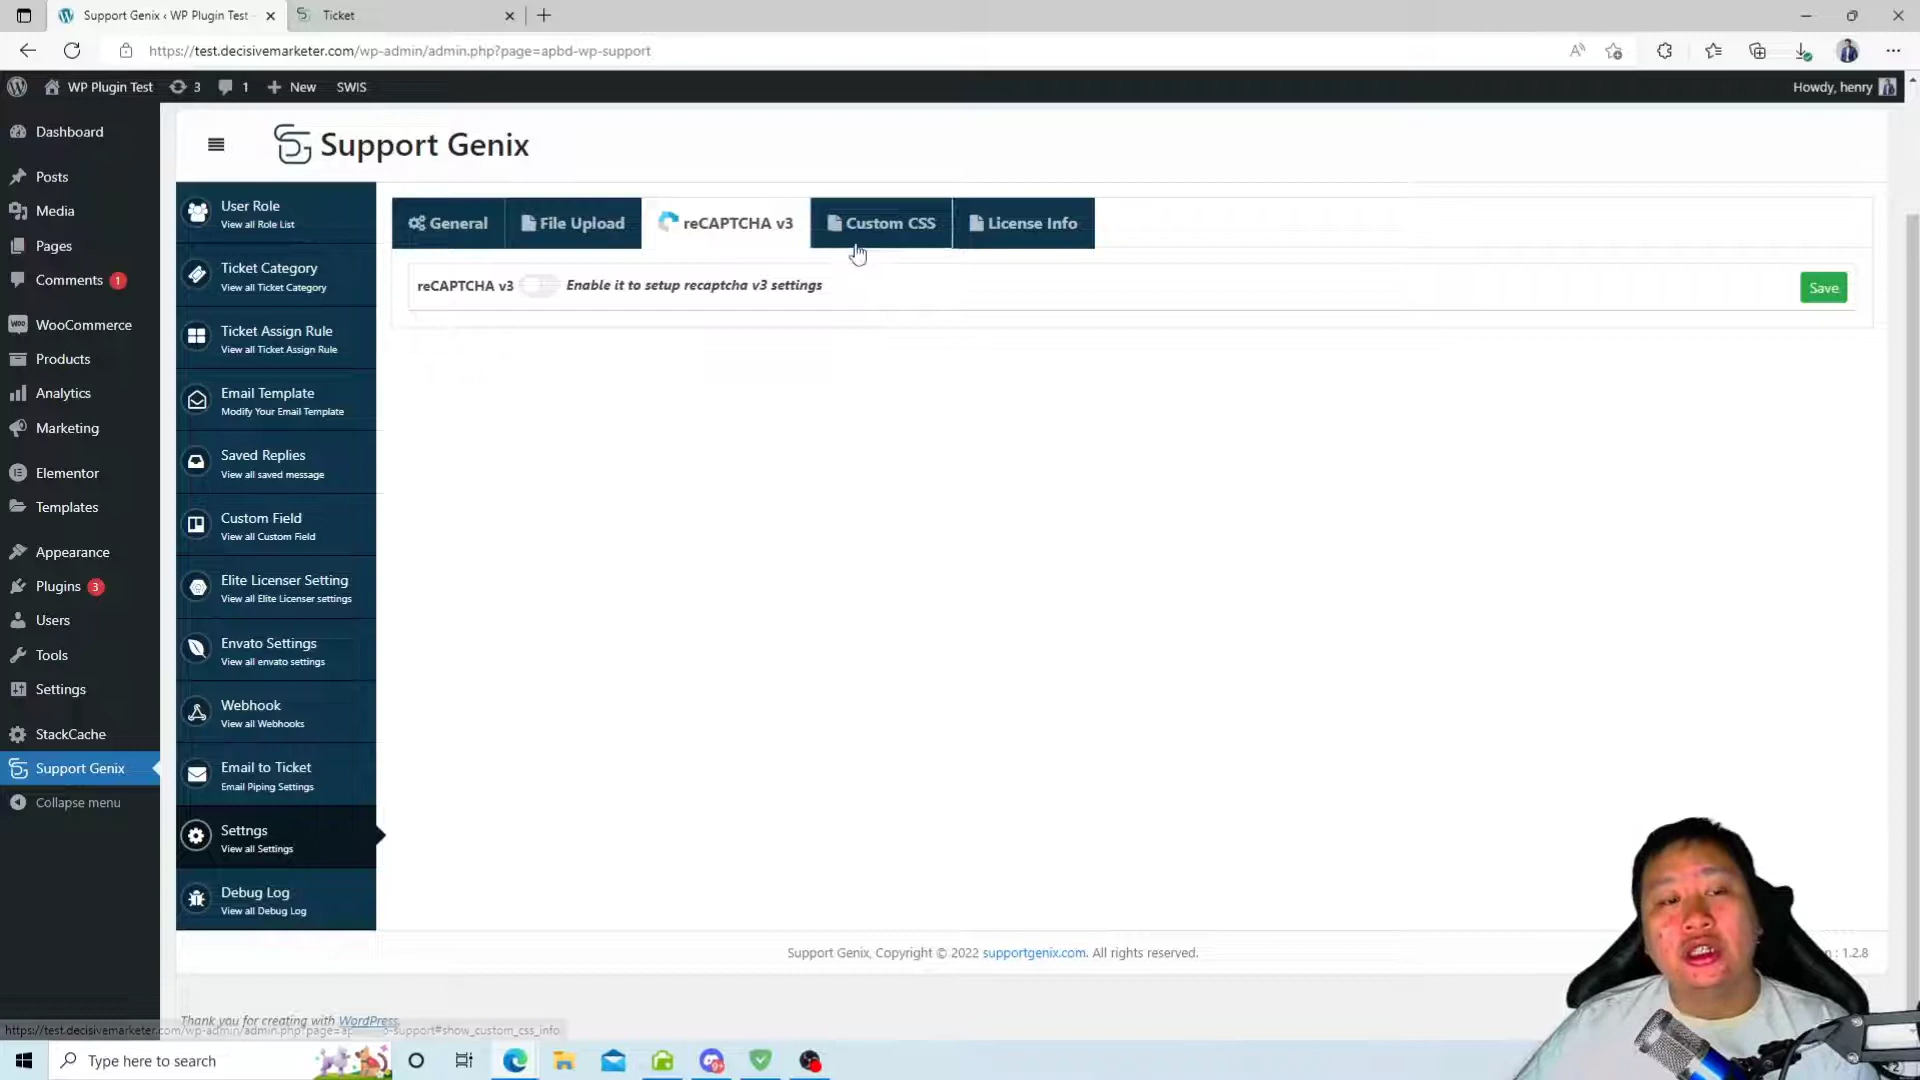 Support Genix ‹ WP Plugin Test
Ticket
https://test.decisivemarketer.com/wp-admin/admin.php?page=apbd-wp-support
WP Plugin Test
3
1
New
SWIS
Howdy, henry
Dashboard
Posts
Media
Pages
Comments 1
WooCommerce
Products
Analytics
Marketing
Elementor
Templates
Appearance
Plugins 3
Users
Tools
Settings
StackCache
Support Genix
Collapse menu
Support Genix
User Role
View all Role List
Ticket Category
View all Ticket Category
Ticket Assign Rule
View all Ticket Assign Rule
Email Template
Modify Your Email Template
Saved Replies
View all saved message
Custom Field
View all Custom Field
Elite Licenser Setting
View all Elite Licenser settings
Envato Settings
View all envato settings
Webhook
View all Webhooks
Email to Ticket
Email Piping Settings
Settngs
View all Settings
Debug Log
View all Debug Log
General
File Upload
reCAPTCHA v3
Custom CSS
License Info
reCAPTCHA v3
Enable it to setup recaptcha v3 settings
Save
Support Genix, Copyright © 2022 supportgenix.com. All rights reserved.
: 1.2.8
Thank you for creating with WordPress.
Type here to search